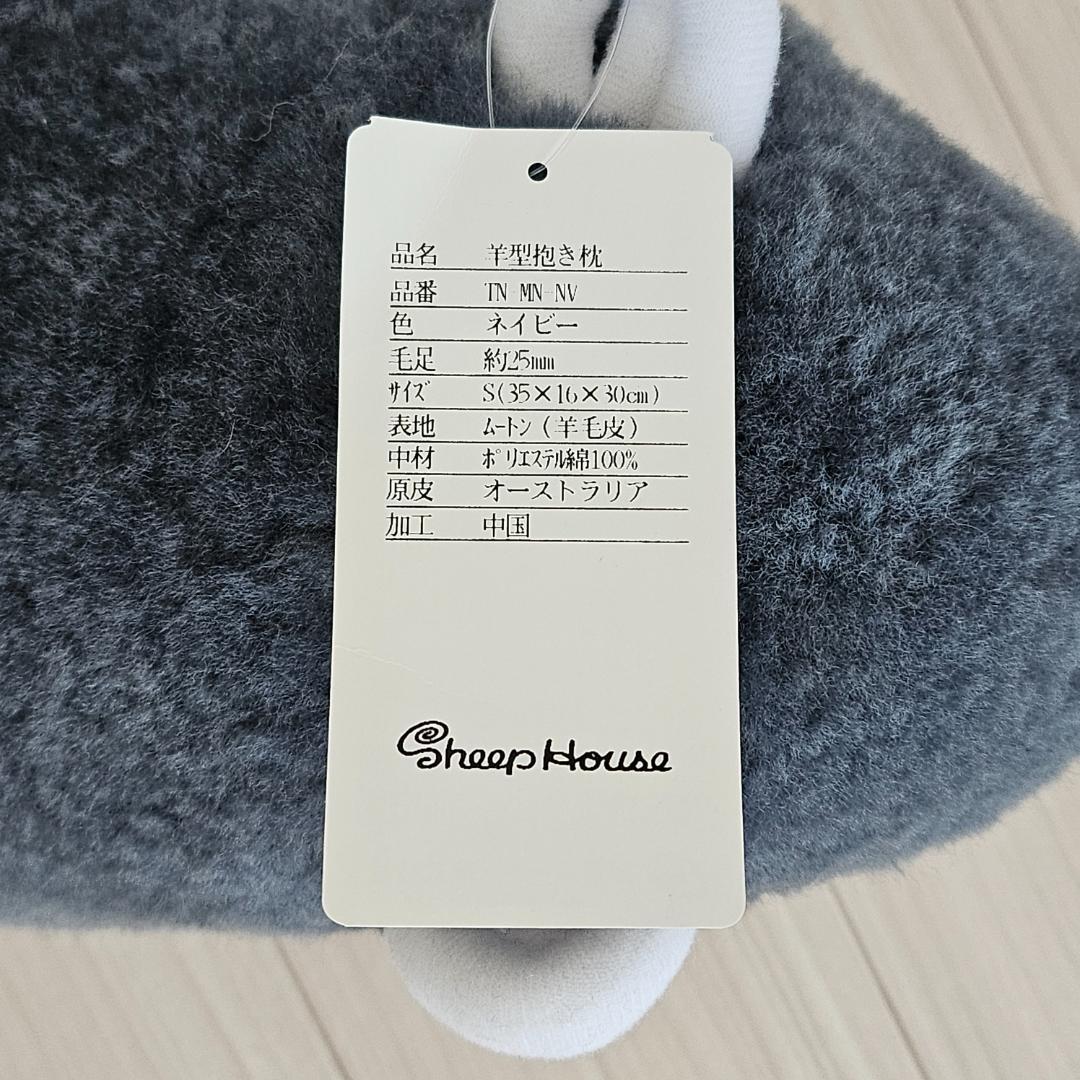 品名 羊型抱き枕
品番 TN-MN-NV
色 ネイビー
毛足 約25mm
サイズ S(35×16×30cm)
表地 ムートン(羊毛皮)
中材 ポリエステル綿100%
原皮 オーストラリア
加工 中国
Sheep House